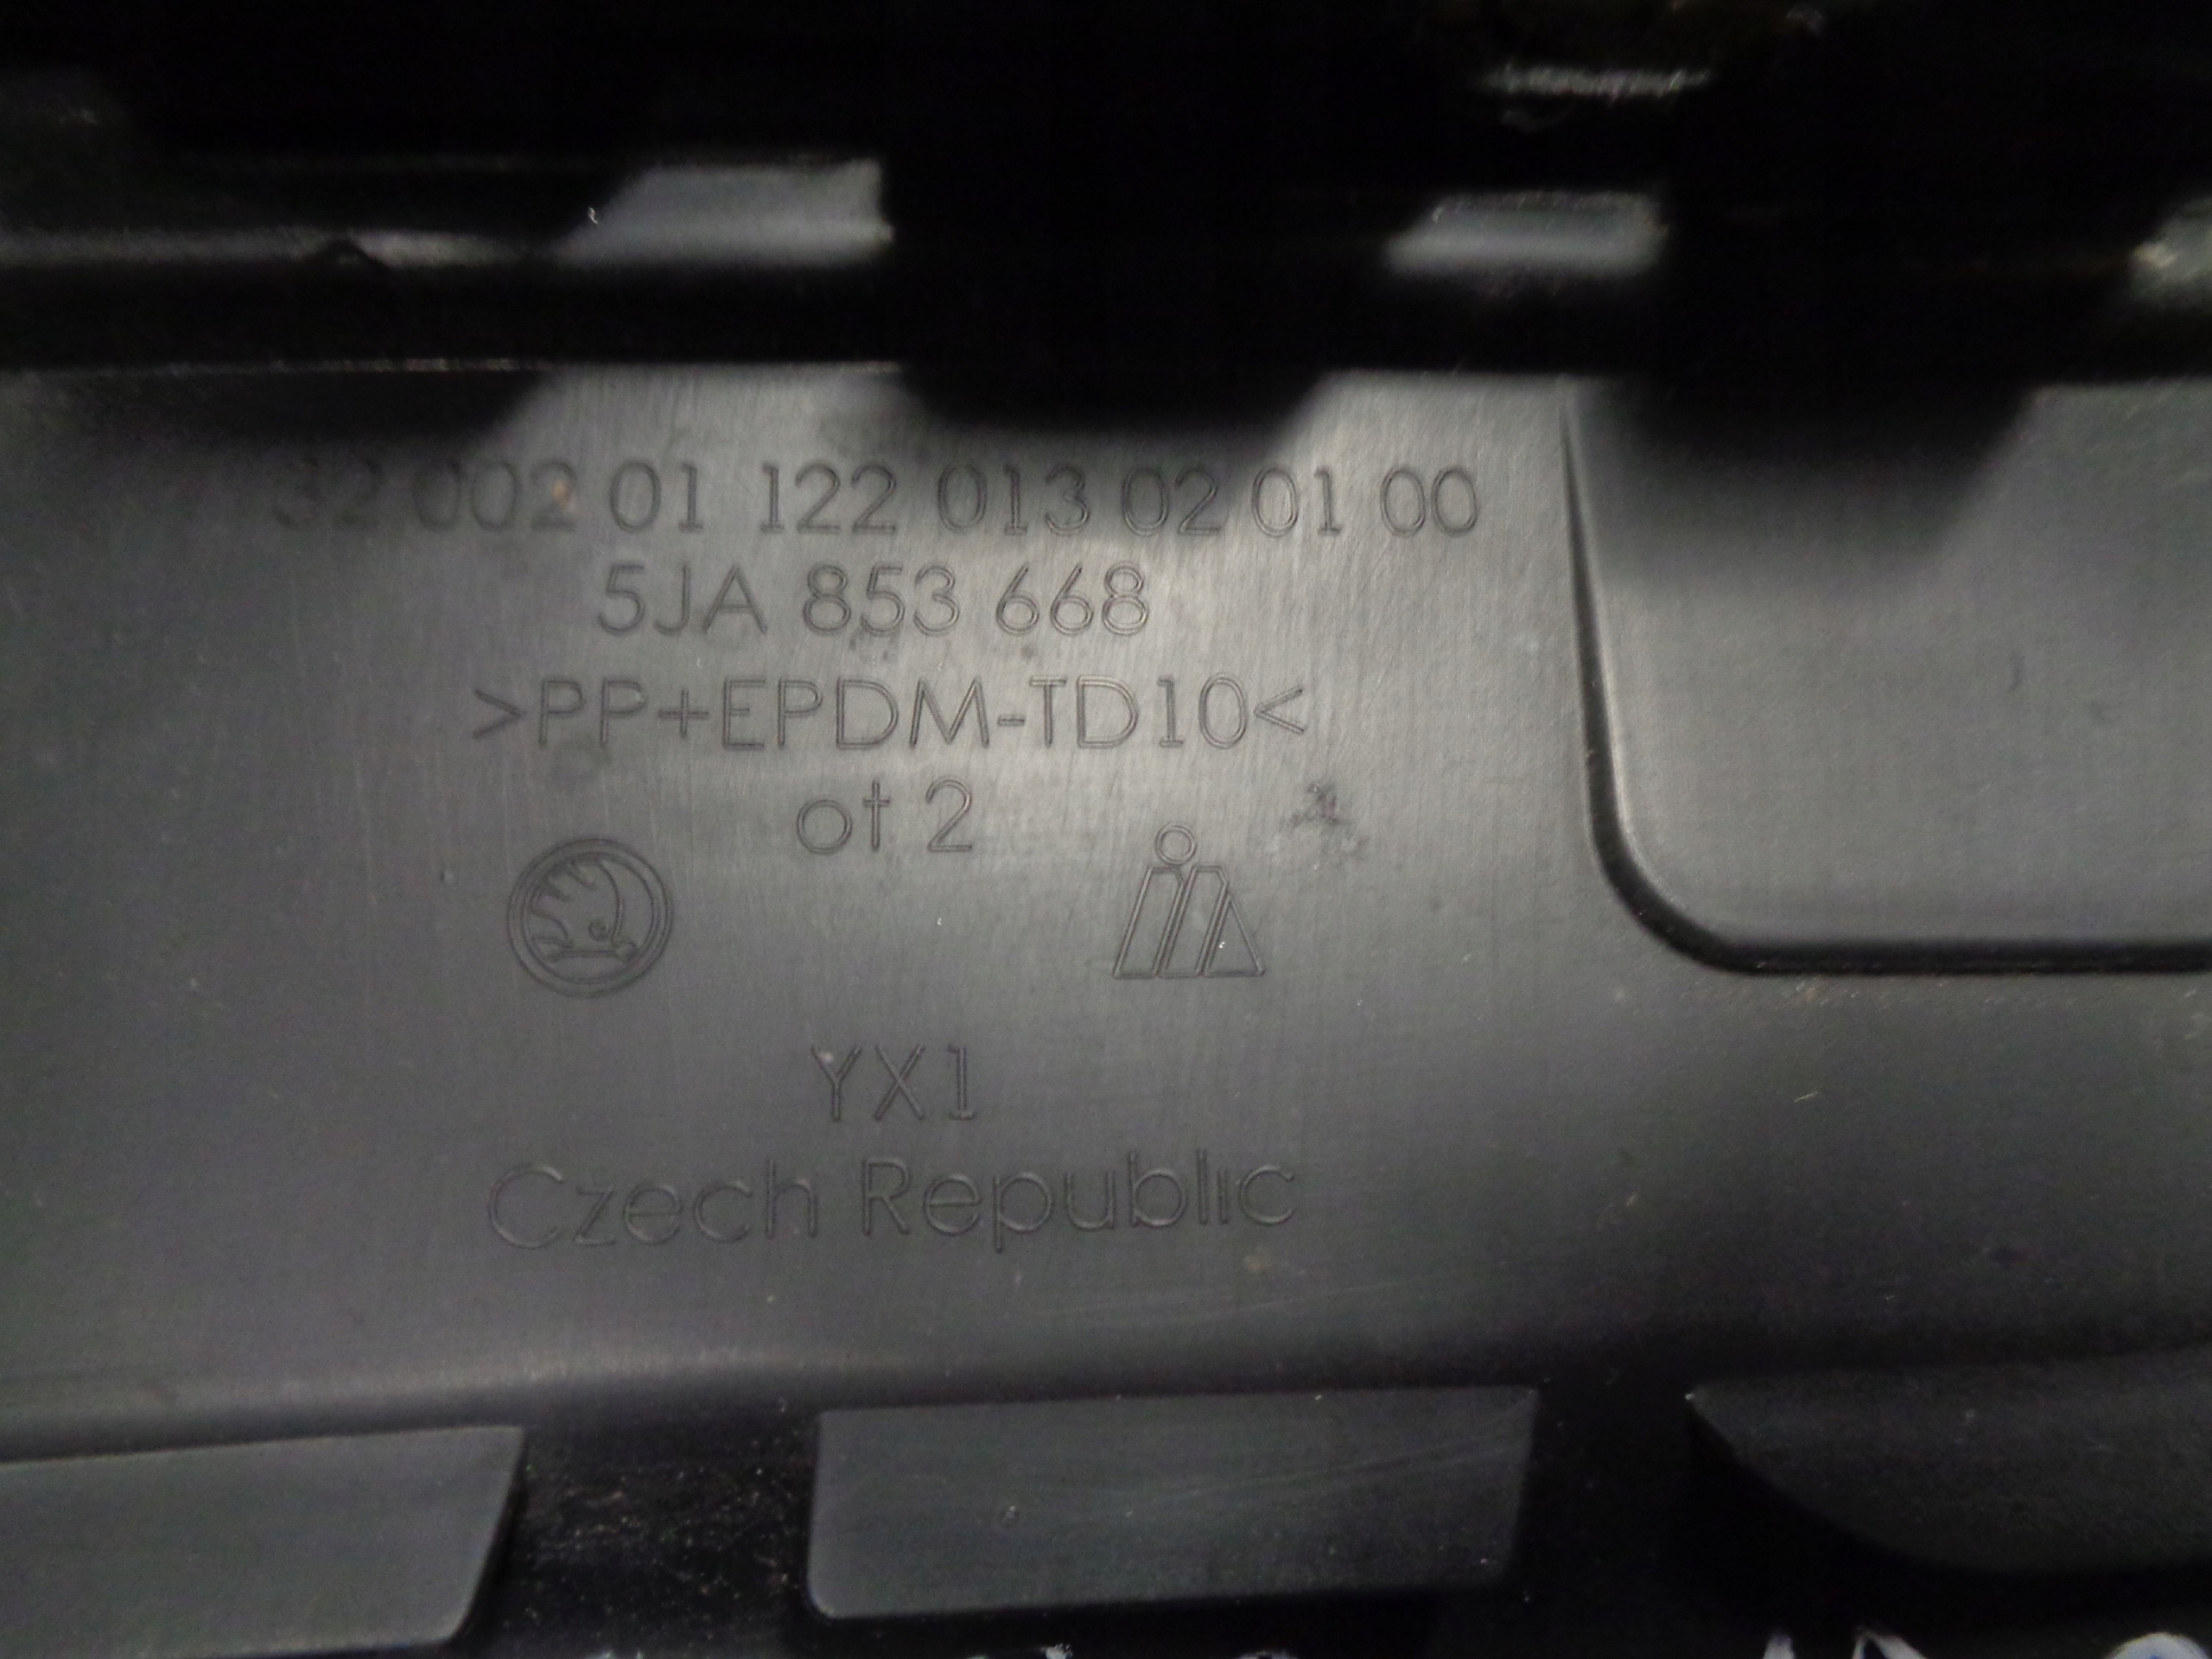 32 002 01 122 013 02 01 00
5JA 853 668
>PP+EPDM-TD10<
ot 2
YX1
Czech Republic